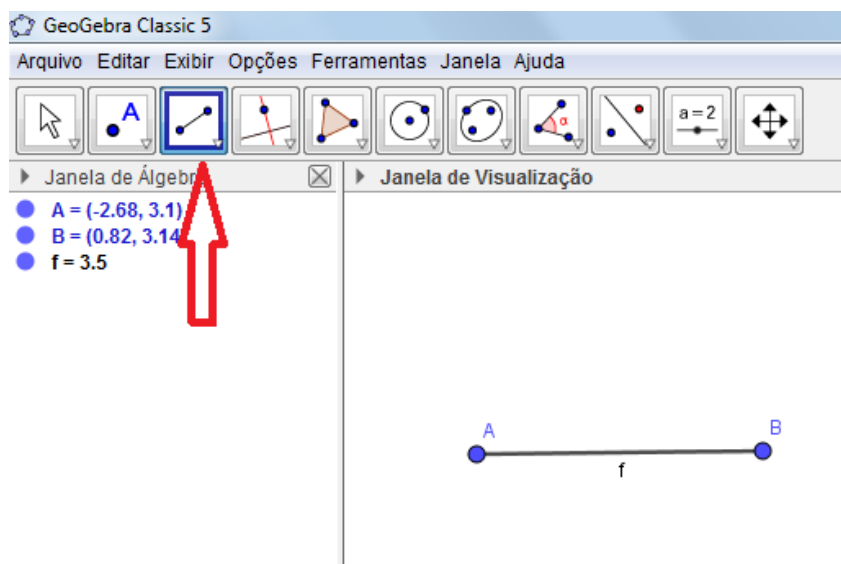 GeoGebra Classic 5
Arquivo Editar Exibir Opções Ferramentas Janela Ajuda
A α a = 2
Janela de Álgebr
Janela de Visualização
A = (-2.68, 3.1)
B = (0.82, 3.14
f = 3.5
A B
f